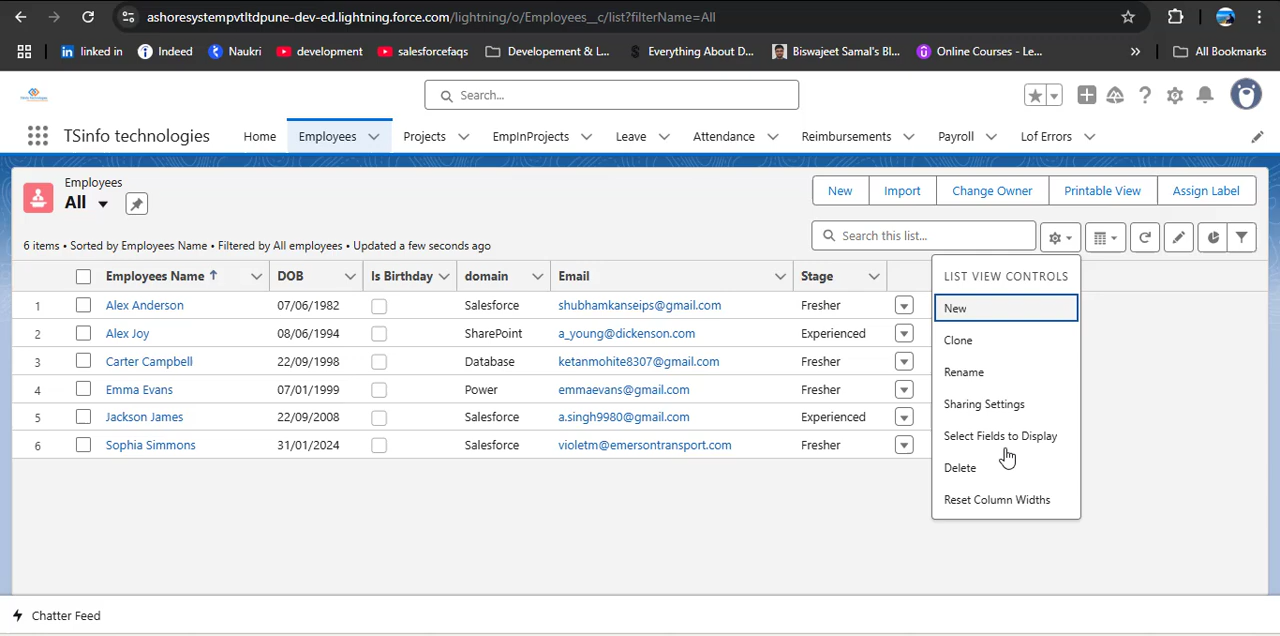 ashoresystempvtltdpune-dev-ed.lightning.force.com/lightning/o/Employees__c/list?filterName=All
linked in Indeed Naukri development salesforcefaqs Developement & L... Everything About D... Biswajeet Samal's Bl... Online Courses - Le... » All Bookmarks
Search...
TSinfo technologies Home Employees Projects EmpInProjects Leave Attendance Reimbursements Payroll Lof Errors
Employees
All
New Import Change Owner Printable View Assign Label
6 items • Sorted by Employees Name • Filtered by All employees • Updated a few seconds ago
Search this list...
Employees Name DOB Is Birthday domain Email Stage
1 Alex Anderson 07/06/1982 Salesforce shubhamkanseips@gmail.com Fresher
2 Alex Joy 08/06/1994 SharePoint a_young@dickenson.com Experienced
3 Carter Campbell 22/09/1998 Database ketanmohite8307@gmail.com Fresher
4 Emma Evans 07/01/1999 Power emmaevans@gmail.com Fresher
5 Jackson James 22/09/2008 Salesforce a.singh9980@gmail.com Experienced
6 Sophia Simmons 31/01/2024 Salesforce violetm@emersontransport.com Fresher
LIST VIEW CONTROLS
New
Clone
Rename
Sharing Settings
Select Fields to Display
Delete
Reset Column Widths
Chatter Feed